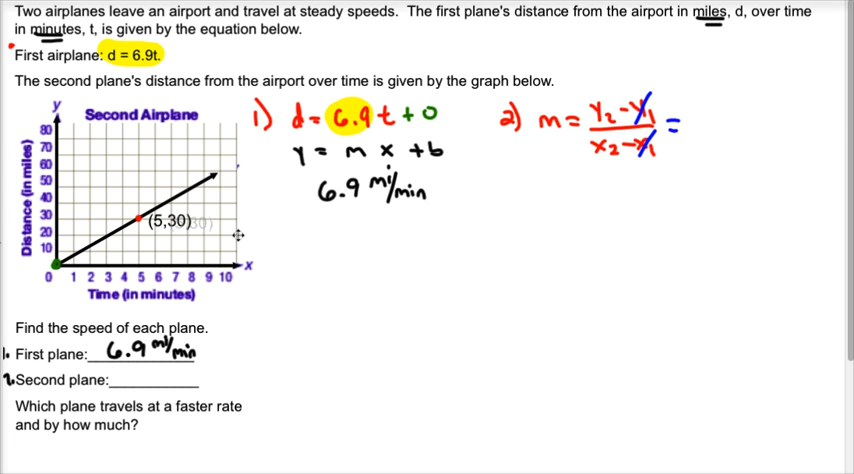 Two airplanes leave an airport and travel at steady speeds. The first plane's distance from the airport in miles, d, over time
in minutes, t, is given by the equation below.
First airplane: d = 6.9t.
The second plane's distance from the airport over time is given by the graph below.
y
Second Airplane
80
70
60
50
40
30
20
10
Distance (in miles)
(5,30)
x
0 1 2 3 4 5 6 7 8 9 10
Time (in minutes)
1) d = 6.9 t + 0
y = m x + b
6.9 mi/min
2) m = y2 - y1 =
x2 - x1
Find the speed of each plane.
1. First plane: 6.9 mi/min
2. Second plane:
Which plane travels at a faster rate
and by how much?